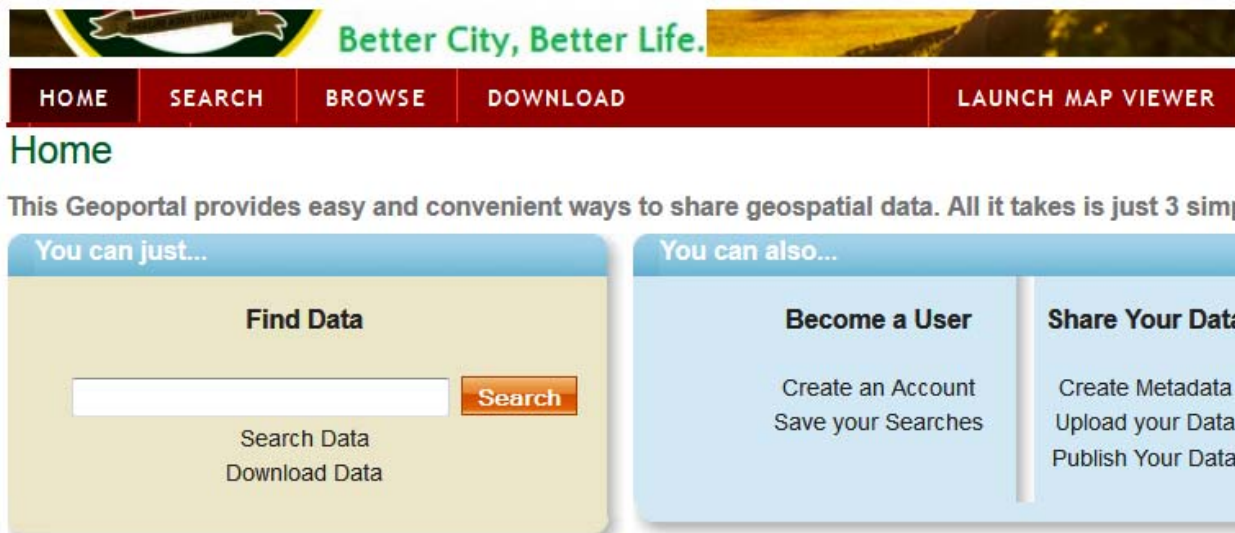 Better City, Better Life.
HOME SEARCH BROWSE DOWNLOAD LAUNCH MAP VIEWER
Home
This Geoportal provides easy and convenient ways to share geospatial data. All it takes is just 3 simp
You can just...
Find Data
Search
Search Data
Download Data
You can also...
Become a User
Create an Account
Save your Searches
Share Your Data
Create Metadata
Upload your Data
Publish Your Data